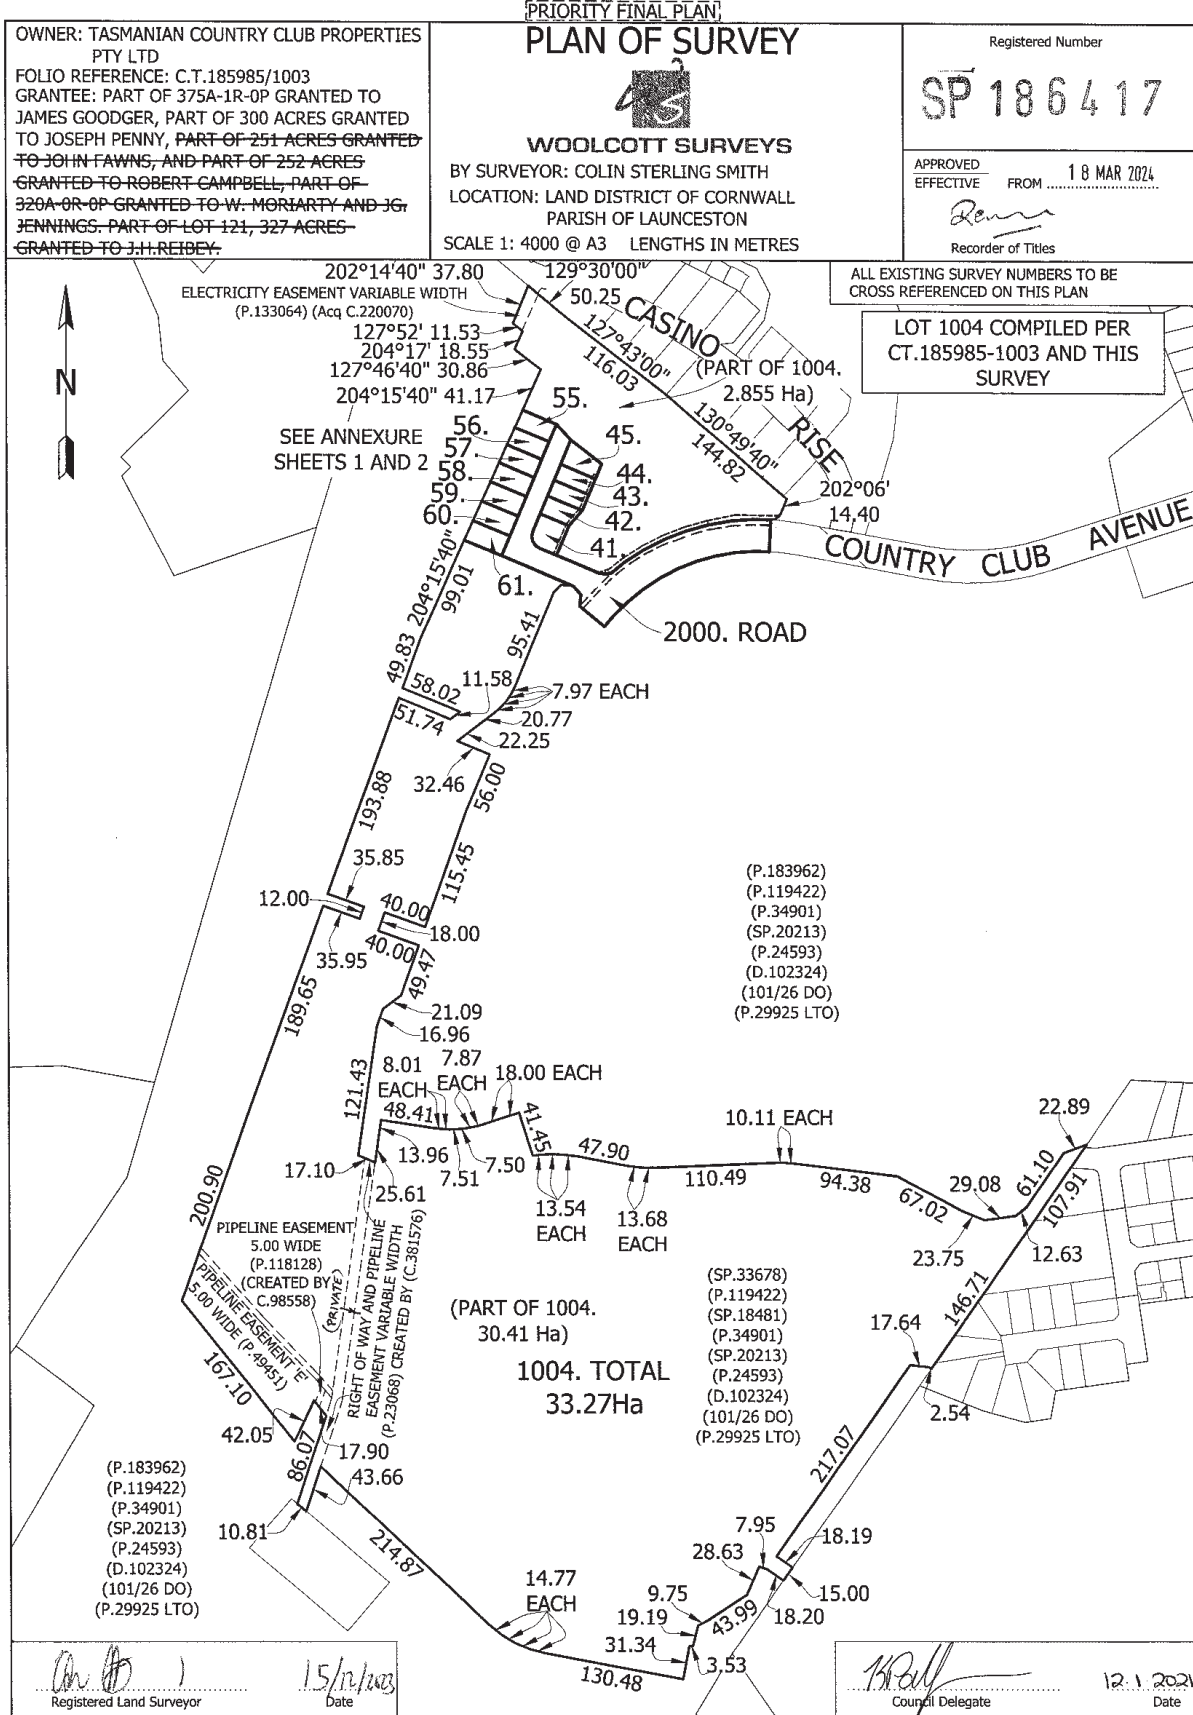 PRIORITY FINAL PLAN
OWNER: TASMANIAN COUNTRY CLUB PROPERTIES
PTY LTD
FOLIO REFERENCE: C.T.185985/1003
GRANTEE: PART OF 375A-1R-0P GRANTED TO
JAMES GOODGER, PART OF 300 ACRES GRANTED
TO JOSEPH PENNY, PART OF 251 ACRES GRANTED
TO JOHN FAWNS, AND PART OF 252 ACRES
GRANTED TO ROBERT CAMPBELL, PART OF
320A-0R-0P GRANTED TO W. MORIARTY AND JG.
JENNINGS. PART OF LOT 121, 327 ACRES
GRANTED TO J.H.REIBEY.
PLAN OF SURVEY
WOOLCOTT SURVEYS
BY SURVEYOR: COLIN STERLING SMITH
LOCATION: LAND DISTRICT OF CORNWALL
PARISH OF LAUNCESTON
SCALE 1: 4000 @ A3 LENGTHS IN METRES
Registered Number
SP 186417
APPROVED
EFFECTIVE FROM 18 MAR 2024
Recorder of Titles
ALL EXISTING SURVEY NUMBERS TO BE
CROSS REFERENCED ON THIS PLAN
LOT 1004 COMPILED PER
CT.185985-1003 AND THIS
SURVEY
N
202°14'40" 37.80
ELECTRICITY EASEMENT VARIABLE WIDTH
(P.133064) (Acq C.220070)
127°52' 11.53
204°17' 18.55
127°46'40" 30.86
204°15'40" 41.17
129°30'00"
50.25
127°43'00"
116.03
CASINO
RISE
(PART OF 1004.
2.855 Ha)
130°49'40"
144.82
202°06'
14.40
COUNTRY CLUB AVENUE
SEE ANNEXURE
SHEETS 1 AND 2
55.
56.
57.
58.
59.
60.
61.
45.
44.
43.
42.
41.
2000. ROAD
204°15'40"
99.01
49.83
95.41
58.02
11.58
51.74
7.97 EACH
20.77
22.25
32.46
56.00
193.88
115.45
35.85
12.00
40.00
18.00
40.00
35.95
49.47
189.65
21.09
16.96
121.43
8.01
EACH
7.87
EACH
18.00 EACH
48.41
41.45
13.96
7.51
7.50
47.90
13.54
EACH
13.68
EACH
110.49
10.11 EACH
94.38
67.02
23.75
29.08
61.10
22.89
107.91
12.63
146.71
17.64
2.54
217.07
17.10
25.61
200.90
(P.183962)
(P.119422)
(P.34901)
(SP.20213)
(P.24593)
(D.102324)
(101/26 DO)
(P.29925 LTO)
PIPELINE EASEMENT
5.00 WIDE
(P.118128)
(CREATED BY
C.98558)
PIPELINE EASEMENT 'E'
5.00 WIDE (P.49451)
(PRIVATE)
RIGHT OF WAY AND PIPELINE
EASEMENT VARIABLE WIDTH
(P.23068) CREATED BY (C.381576)
(PART OF 1004.
30.41 Ha)
1004. TOTAL
33.27Ha
(SP.33678)
(P.119422)
(SP.18481)
(P.34901)
(SP.20213)
(P.24593)
(D.102324)
(101/26 DO)
(P.29925 LTO)
167.10
42.05
86.07
17.90
43.66
10.81
214.87
14.77
EACH
130.48
31.34
19.19
9.75
3.53
43.99
28.63
7.95
18.20
15.00
18.19
(P.183962)
(P.119422)
(P.34901)
(SP.20213)
(P.24593)
(D.102324)
(101/26 DO)
(P.29925 LTO)
15/12/2023
Registered Land Surveyor Date
Council Delegate Date